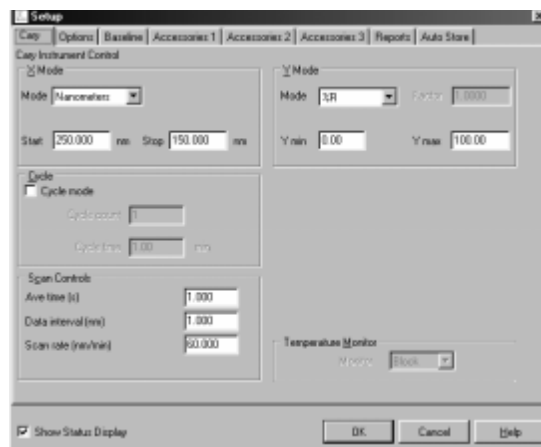 Setup
Cary Options Baseline Accessories 1 Accessories 2 Accessories 3 Reports Auto Store
Cary Instrument Control
X Mode
Mode Nanometers
Start 250.000 nm Stop 150.000 nm
Y Mode
Mode %R Factor 1.0000
Y min 0.00 Y max 100.00
Cycle
Cycle mode
Cycle count 1
Cycle time 1.00 min
Scan Controls
Ave time (s) 1.000
Data interval (nm) 1.000
Scan rate (nm/min) 60.000
Temperature Monitor
Monitor Block
Show Status Display
OK Cancel Help